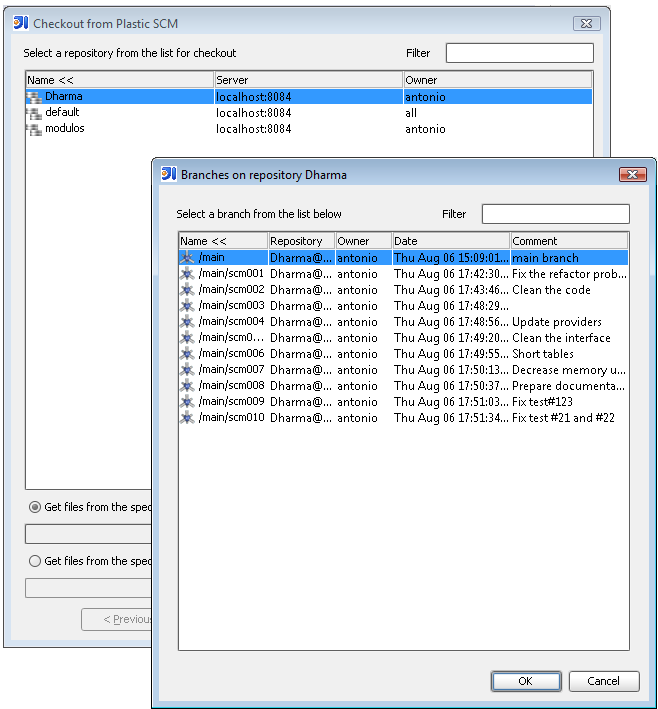 Checkout from Plastic SCM
Select a repository from the list for checkout Filter
Name << Server Owner
Dharma localhost:8084 antonio
default localhost:8084 all
modulos localhost:8084 antonio
Get files from the spec
Get files from the spec
< Previous
Branches on repository Dharma
Select a branch from the list below Filter
Name << Repository Owner Date Comment
/main Dharma@... antonio Thu Aug 06 15:09:01... main branch
/main/scm001 Dharma@... antonio Thu Aug 06 17:42:30... Fix the refactor prob...
/main/scm002 Dharma@... antonio Thu Aug 06 17:43:46... Clean the code
/main/scm003 Dharma@... antonio Thu Aug 06 17:48:29...
/main/scm004 Dharma@... antonio Thu Aug 06 17:48:56... Update providers
/main/scm0... Dharma@... antonio Thu Aug 06 17:49:20... Clean the interface
/main/scm006 Dharma@... antonio Thu Aug 06 17:49:55... Short tables
/main/scm007 Dharma@... antonio Thu Aug 06 17:50:13... Decrease memory u...
/main/scm008 Dharma@... antonio Thu Aug 06 17:50:37... Prepare documenta...
/main/scm009 Dharma@... antonio Thu Aug 06 17:51:03... Fix test#123
/main/scm010 Dharma@... antonio Thu Aug 06 17:51:34... Fix test #21 and #22
OK Cancel